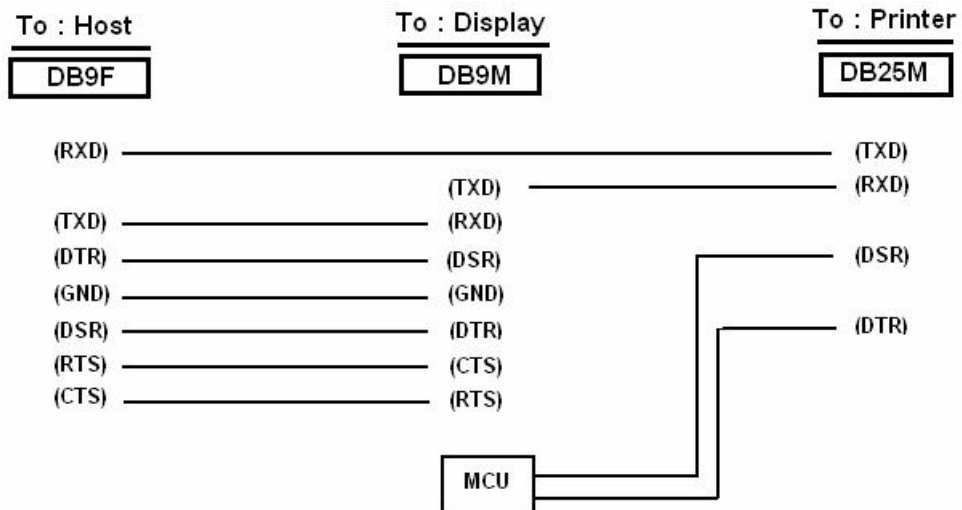 To : Host To : Display To : Printer
DB9F DB9M DB25M
(RXD) (TXD)
(TXD) (RXD)
(TXD) (RXD)
(DTR) (DSR) (DSR)
(GND) (GND)
(DSR) (DTR) (DTR)
(RTS) (CTS)
(CTS) (RTS)
MCU